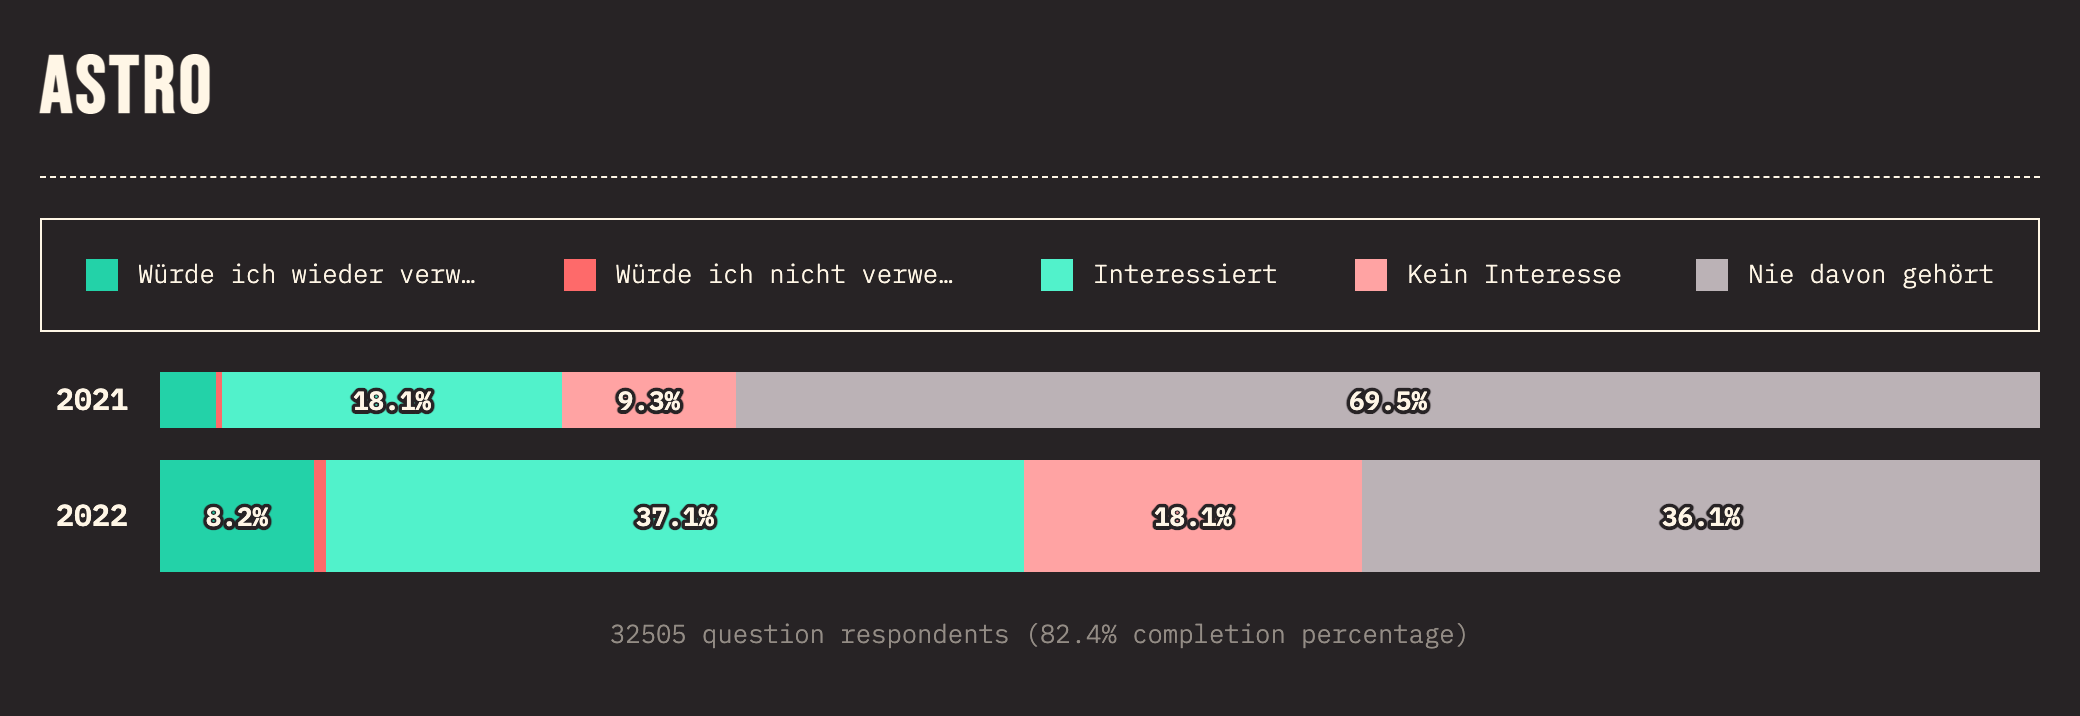 ASTRO
Würde ich wieder verw… Würde ich nicht verwe… Interessiert Kein Interesse Nie davon gehört
2021 18.1% 9.3% 69.5%
2022 8.2% 37.1% 18.1% 36.1%
32505 question respondents (82.4% completion percentage)